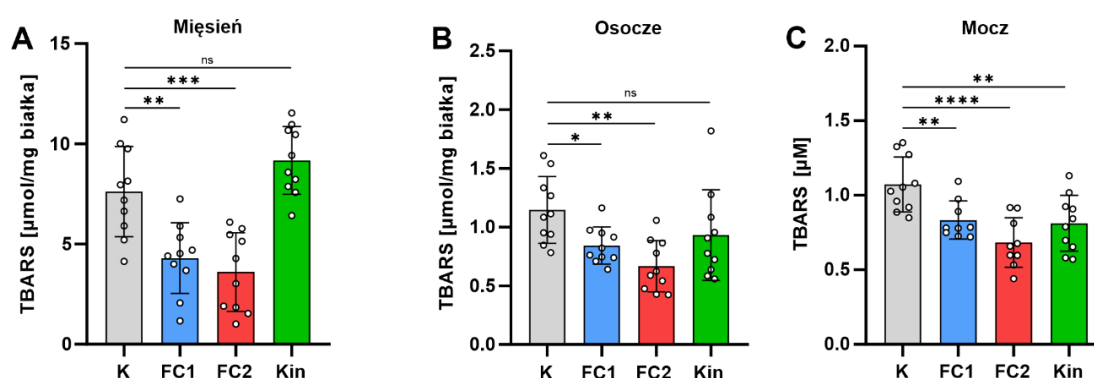 A
Mięsień
TBARS [μmol/mg białka]
15
10
5
0
ns
***
**
K FC1 FC2 Kin
B
Osocze
TBARS [μmol/mg białka]
2.5
2.0
1.5
1.0
0.5
0.0
ns
**
*
K FC1 FC2 Kin
C
Mocz
TBARS [μM]
2.0
1.5
1.0
0.5
0.0
**
****
**
K FC1 FC2 Kin